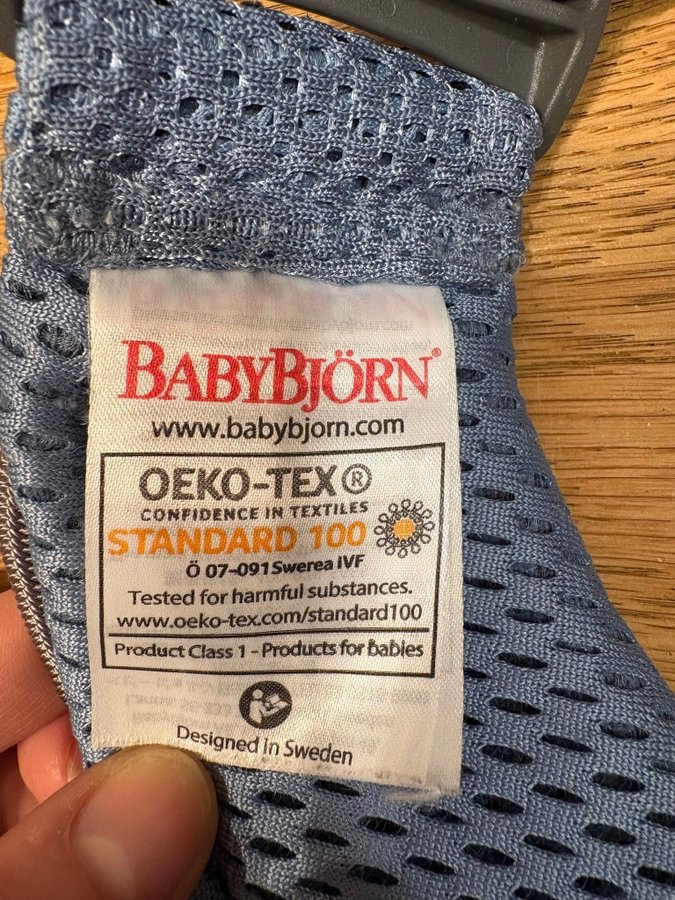 BABYBJÖRN®
www.babybjorn.com
OEKO-TEX®
CONFIDENCE IN TEXTILES
STANDARD 100
Ö 07-091 Swerea IVF
Tested for harmful substances.
www.oeko-tex.com/standard100
Product Class 1 - Products for babies
Designed in Sweden